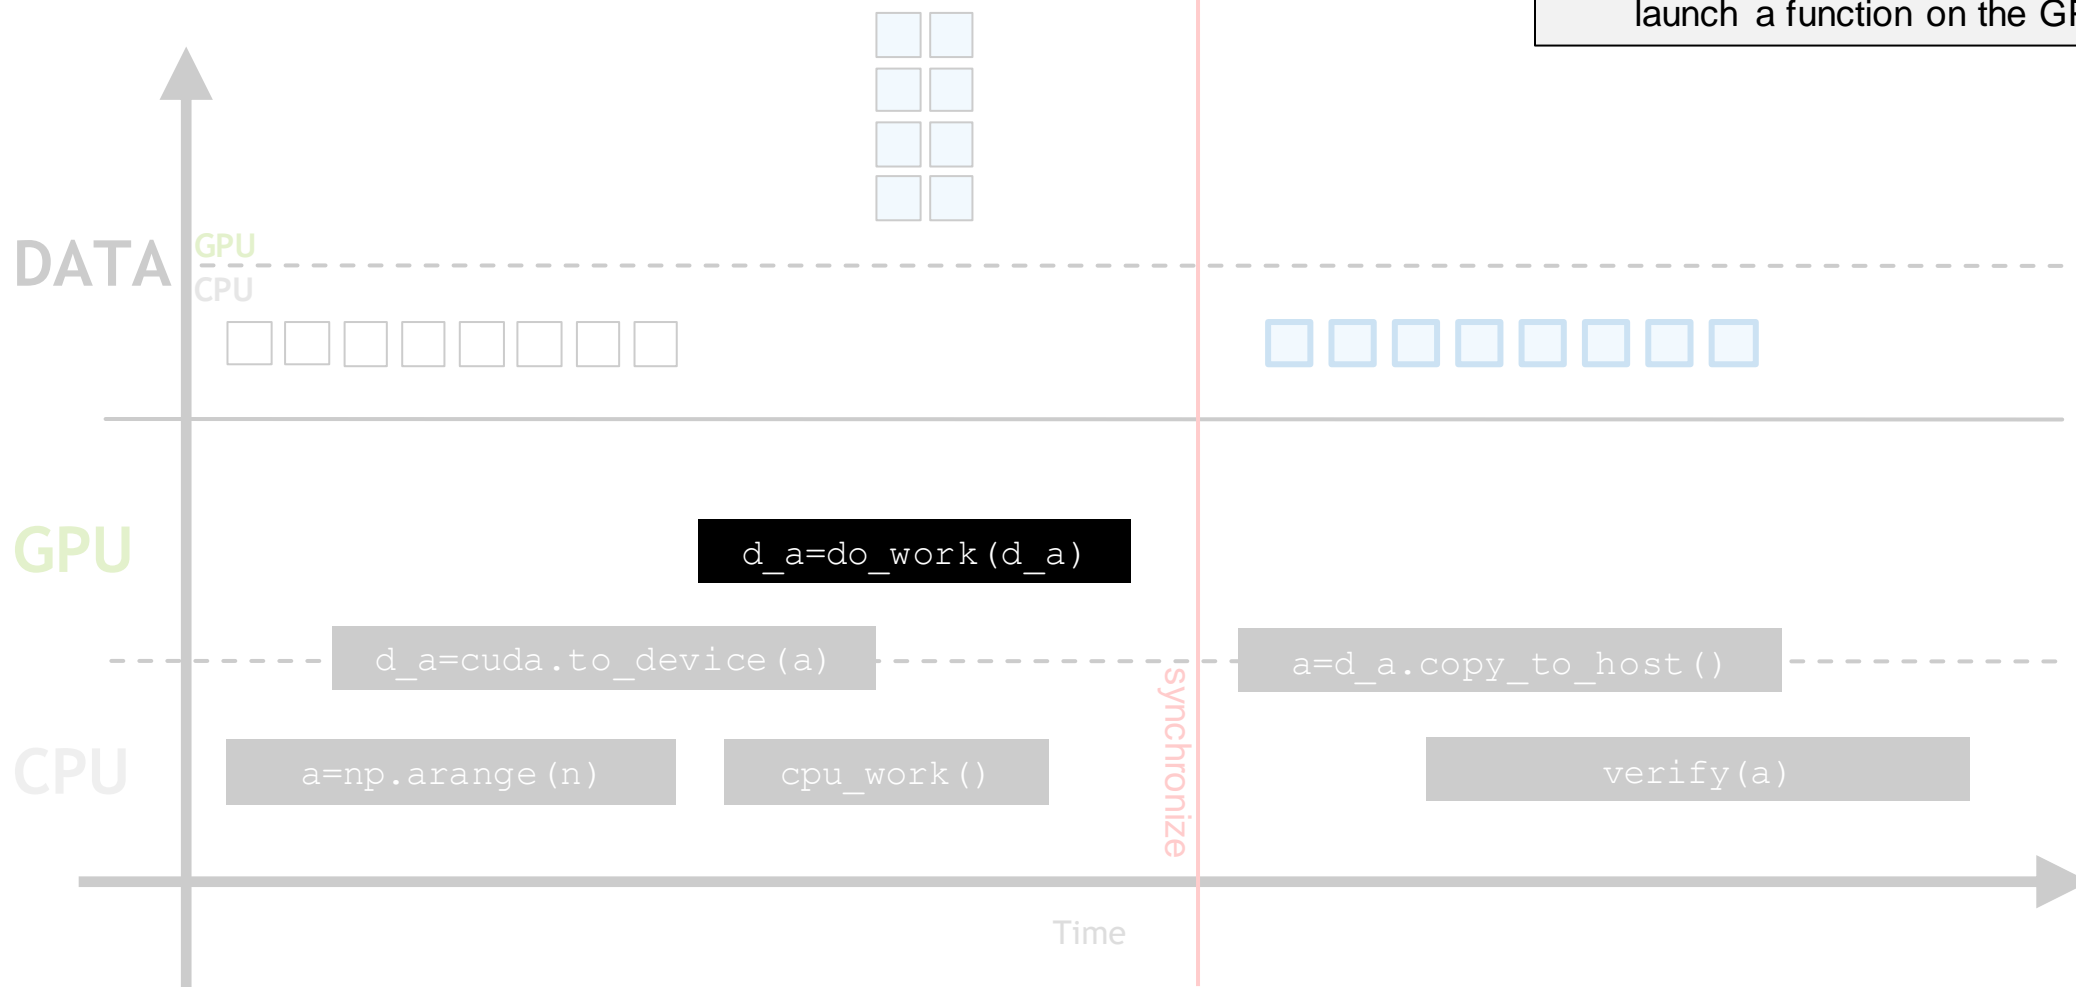 launch a function on the
DATA
GPU
CPU
GPU
d_a=do_work(d_a)
d_a=cuda.to_device(a)
a=d_a.copy_to_host()
synchronize
CPU
a=np.arange(n)
cpu_work()
verify(a)
Time